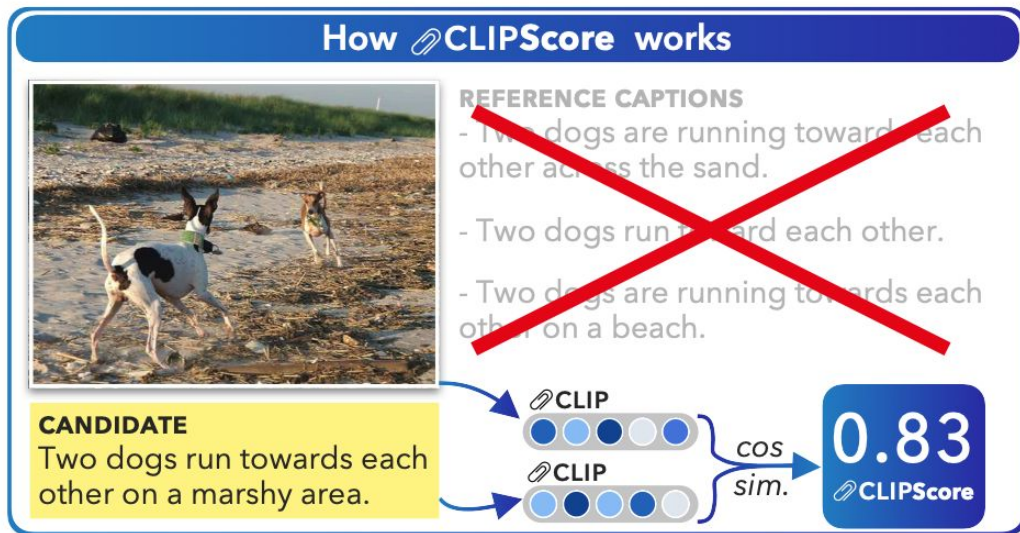 How CLIPScore works
REFERENCE CAPTIONS
- Two dogs are running towards each
other across the sand.
- Two dogs run toward each other.
- Two dogs are running towards each
other on a beach.
CANDIDATE
Two dogs run towards each
other on a marshy area.
CLIP
CLIP
cos
sim.
0.83
CLIPScore